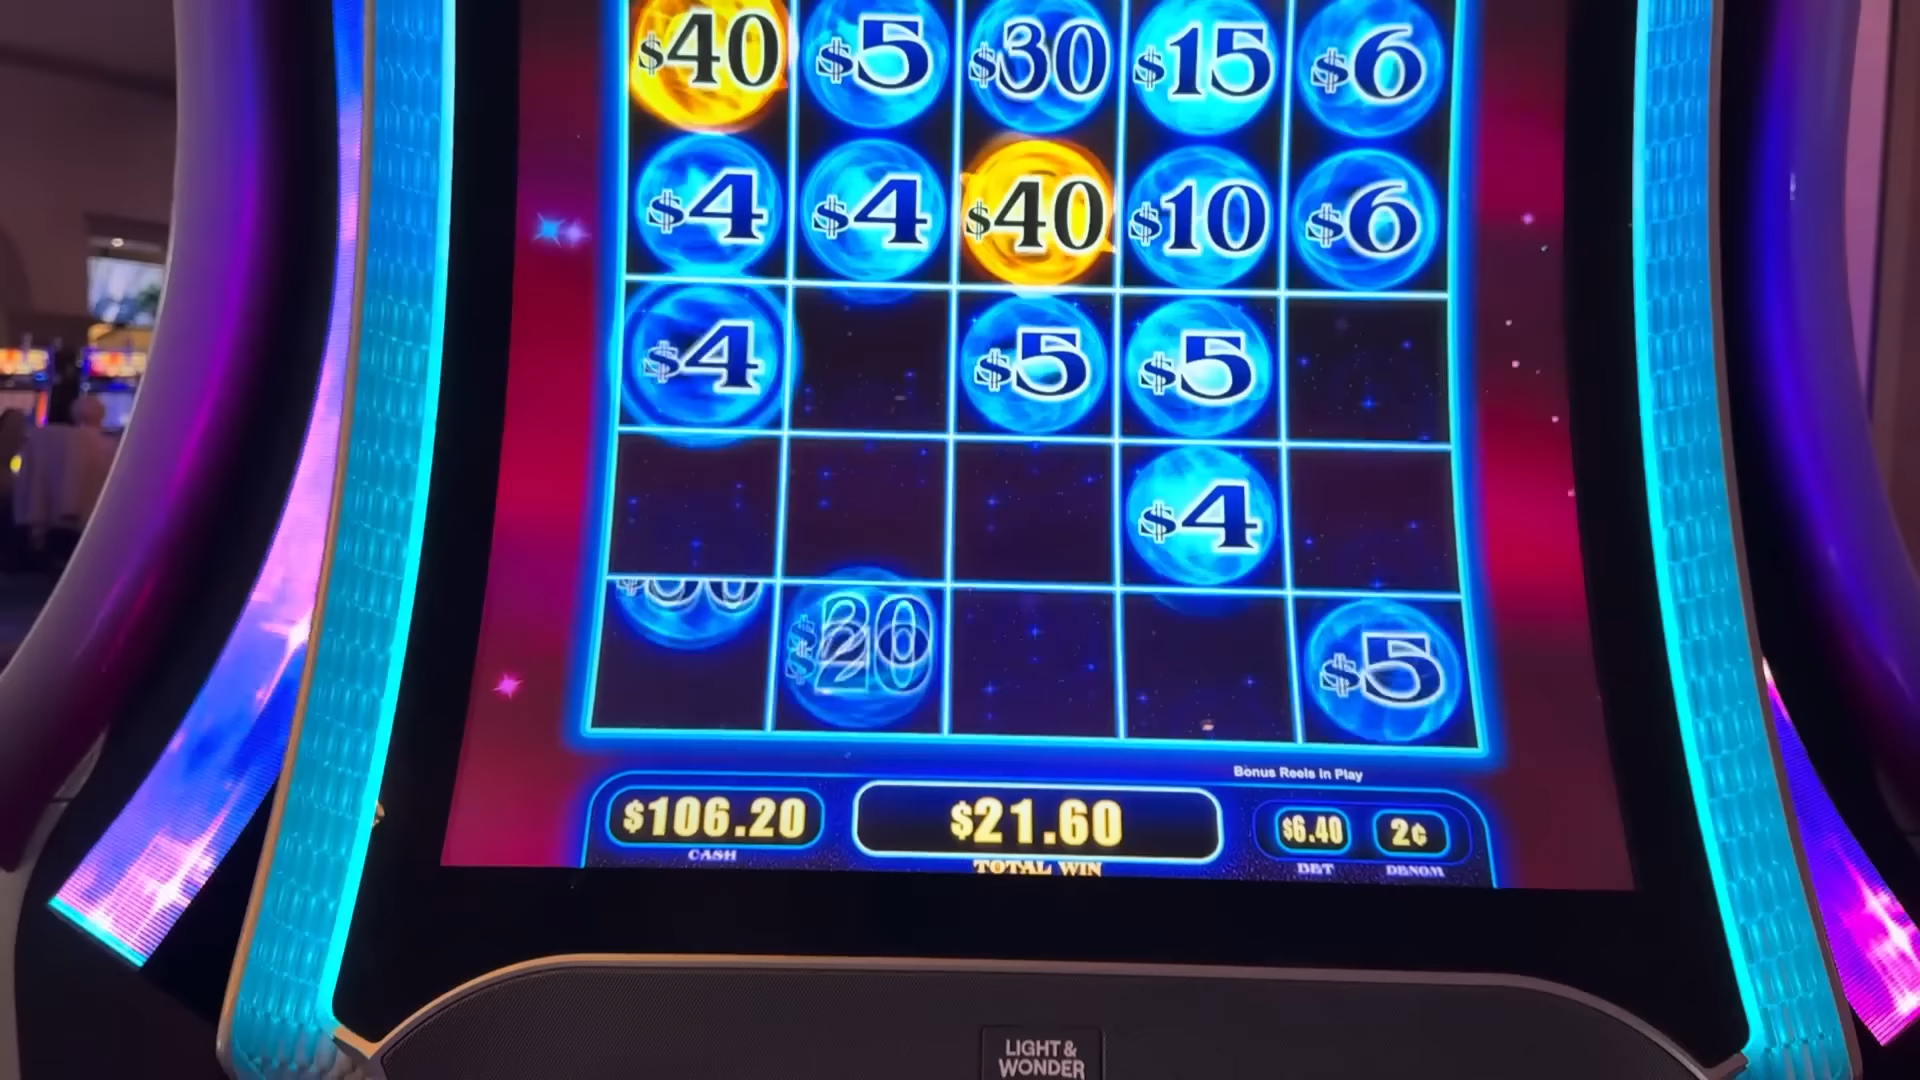 $40 $5 $30 $15 $6
$4 $4 $40 $10 $6
$4 $5 $5
$4
$20 $5
Bonus Reels in Play
$106.20 $21.60 $6.40 2¢
CASH TOTAL WIN BET DENOM
LIGHT &
WONDER